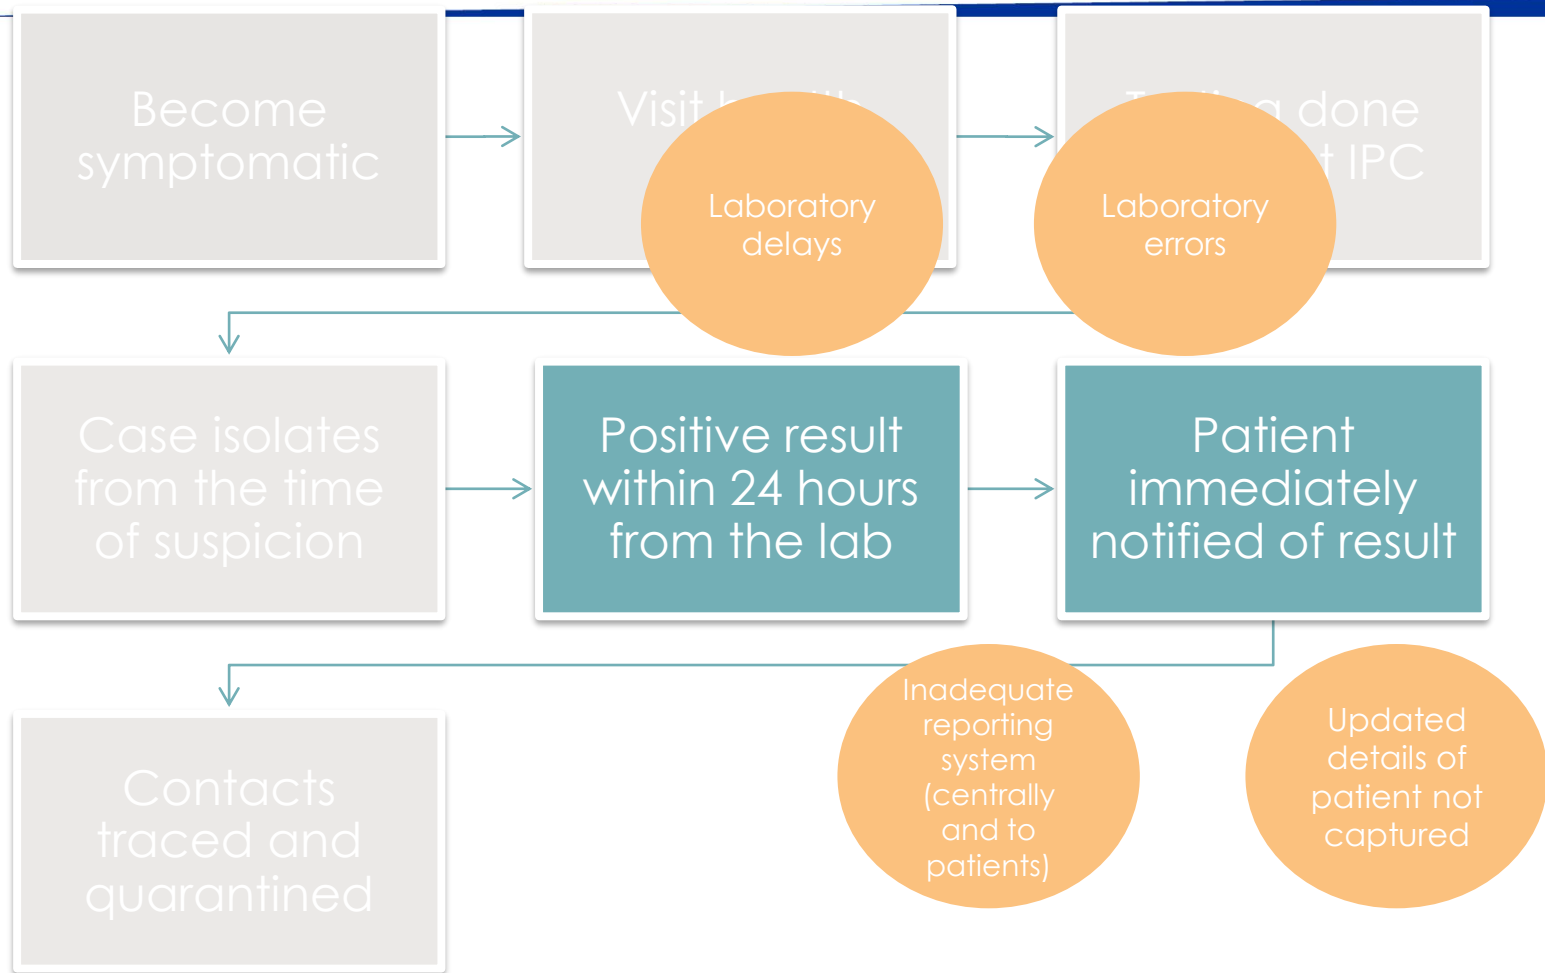 Become
symptomatic
Visit
done
IPC
Laboratory
delays
Laboratory
errors
Case isolates
from the time
of suspicion
Positive result
within 24 hours
from the lab
Patient
immediately
notified of result
Contacts
traced and
quarantined
Inadequate
reporting
system
(centrally
and to
patients)
Updated
details of
patient not
captured